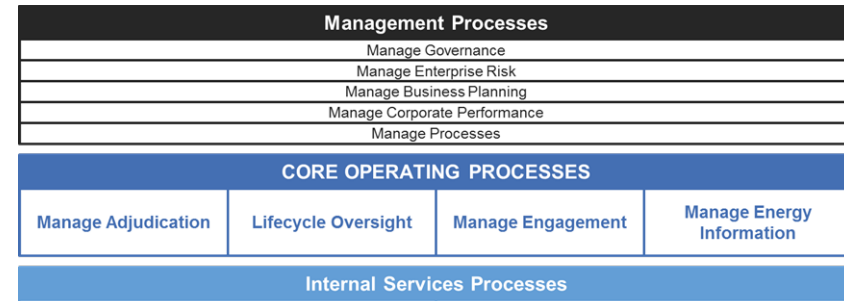 Management Processes
Manage Governance
Manage Enterprise Risk
Manage Business Planning
Manage Corporate Performance
Manage Processes
CORE OPERATING PROCESSES
Manage Adjudication
Lifecycle Oversight
Manage Engagement
Manage Energy
Information
Internal Services Processes